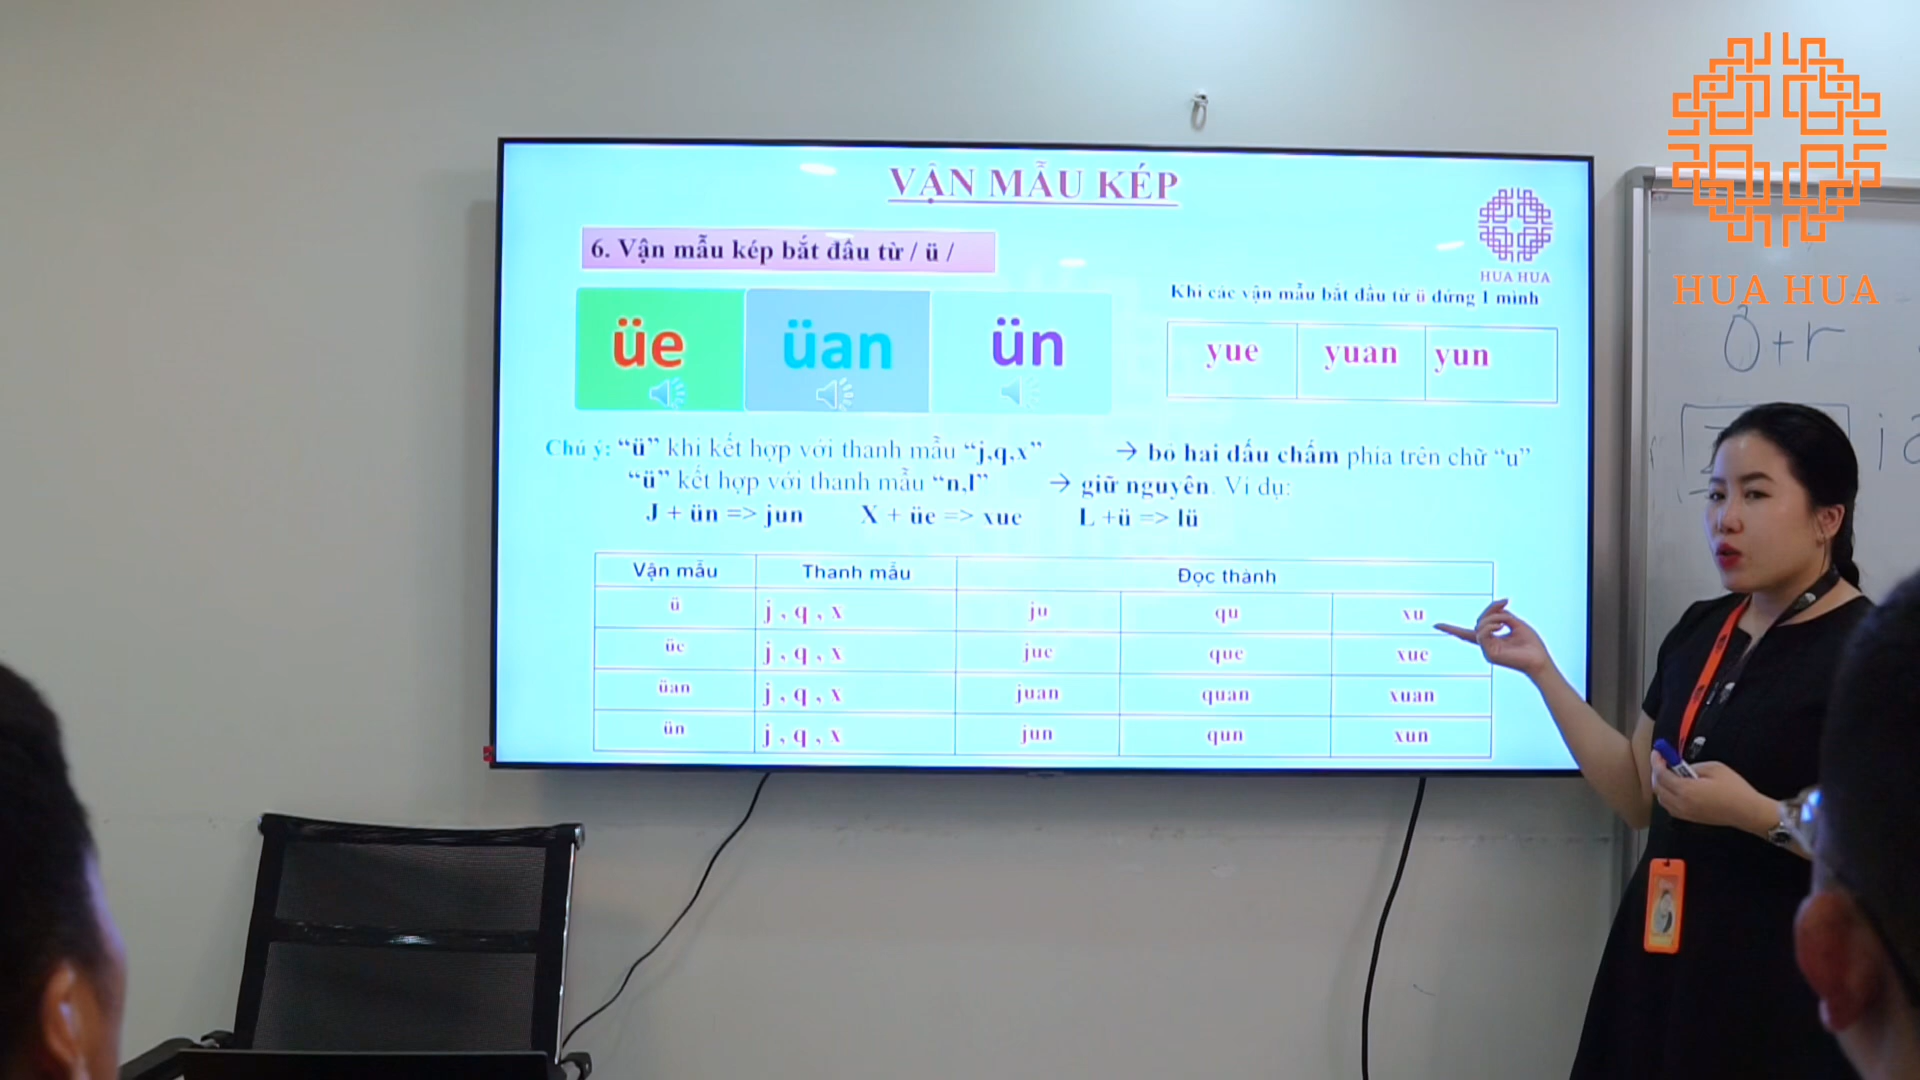 VẬN MẪU KÉP
HUA HUA
HUA HUA
6. Vận mẫu kép bắt đầu từ / ü /
Khi các vận mẫu bắt đầu từ ü đứng 1 mình
üe üan ün
yue yuan yun
Chú ý: “ü” khi kết hợp với thanh mẫu “j,q,x” → bỏ hai dấu chấm phía trên chữ “u”
“ü” kết hợp với thanh mẫu “n,l” → giữ nguyên. Ví dụ:
J + ün => jun X + üe => xue L +ü => lü
Vận mẫu Thanh mẫu Đọc thành
ü j , q , x ju qu xu
üe j , q , x jue que xue
üan j , q , x juan quan xuan
ün j , q , x jun qun xun